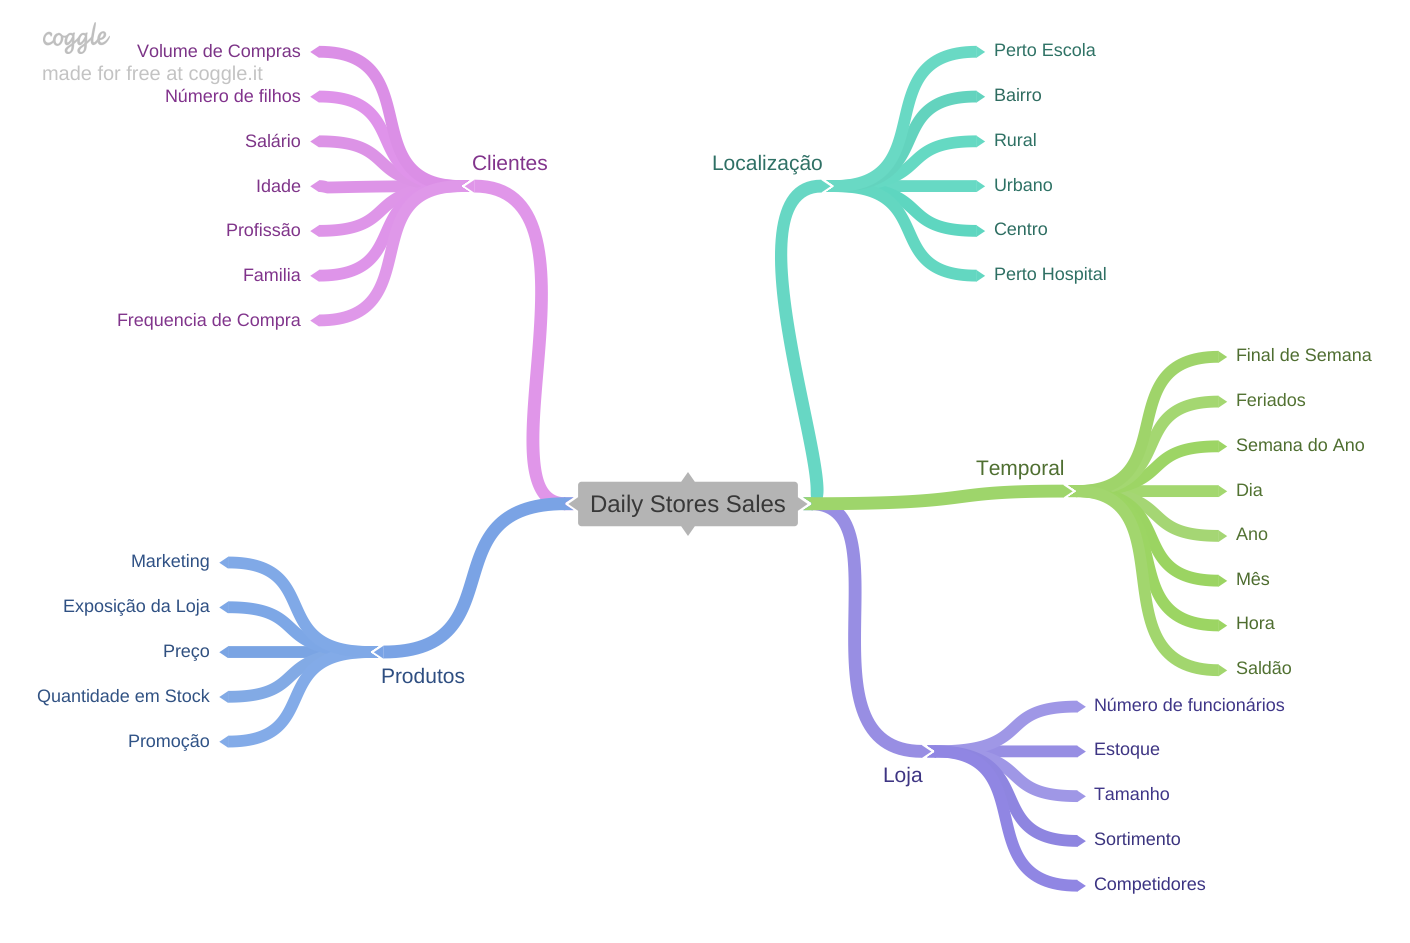 coggle
made for free at coggle.it
Clientes
Volume de Compras
Número de filhos
Salário
Idade
Profissão
Familia
Frequencia de Compra
Localização
Perto Escola
Bairro
Rural
Urbano
Centro
Perto Hospital
Daily Stores Sales
Temporal
Final de Semana
Feriados
Semana do Ano
Dia
Ano
Mês
Hora
Saldão
Produtos
Marketing
Exposição da Loja
Preço
Quantidade em Stock
Promoção
Loja
Número de funcionários
Estoque
Tamanho
Sortimento
Competidores